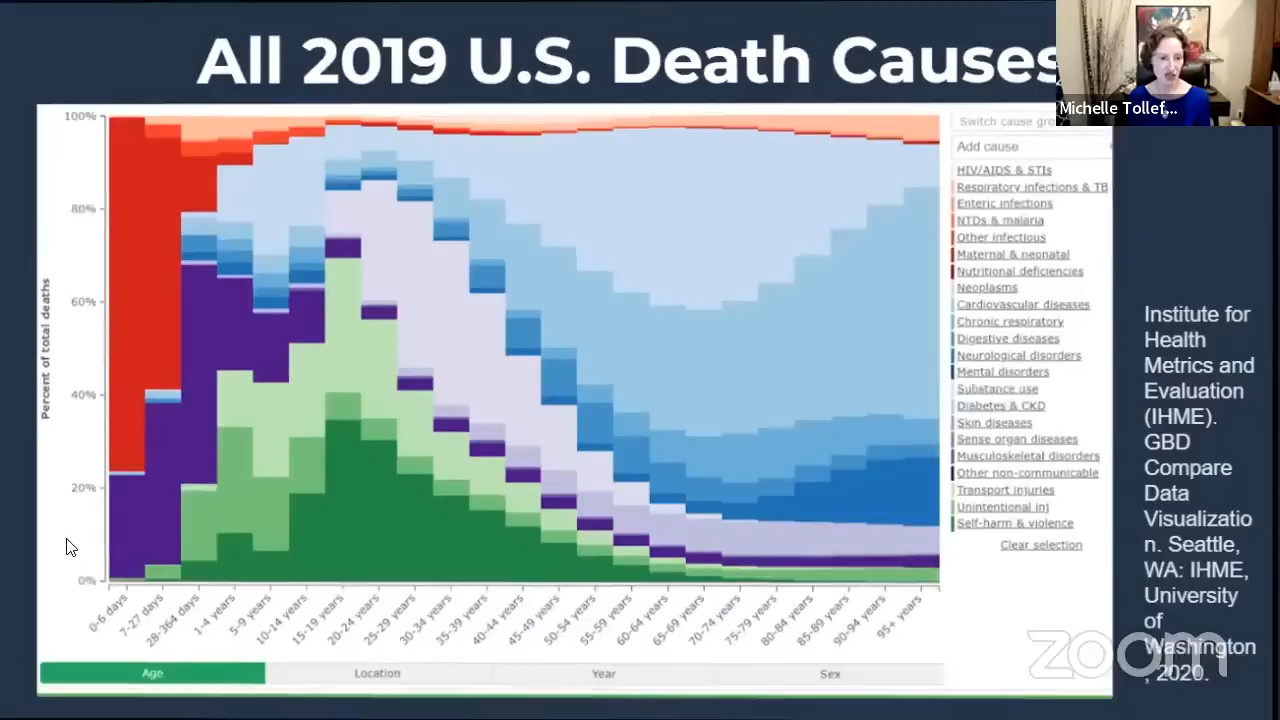 All 2019 U.S. Death Causes
Michelle Tollef...
100%
80%
60%
40%
20%
0%
Percent of total deaths
0-6 days
7-27 days
28-364 days
1-4 years
5-9 years
10-14 years
15-19 years
20-24 years
25-29 years
30-34 years
35-39 years
40-44 years
45-49 years
50-54 years
55-59 years
60-64 years
65-69 years
70-74 years
75-79 years
80-84 years
85-89 years
90-94 years
95+ years
Switch cause gro
Add cause
HIV/AIDS & STIs
Respiratory infections & TB
Enteric infections
NTDs & malaria
Other infectious
Maternal & neonatal
Nutritional deficiencies
Neoplasms
Cardiovascular diseases
Chronic respiratory
Digestive diseases
Neurological disorders
Mental disorders
Substance use
Diabetes & CKD
Skin diseases
Sense organ diseases
Musculoskeletal disorders
Other non-communicable
Transport injuries
Unintentional inj
Self-harm & violence
Clear selection
Age
Location
Year
Sex
Institute for
Health
Metrics and
Evaluation
(IHME).
GBD
Compare
Data
Visualizatio
n. Seattle,
WA: IHME,
University
of
Washington
, 2020.
zoom